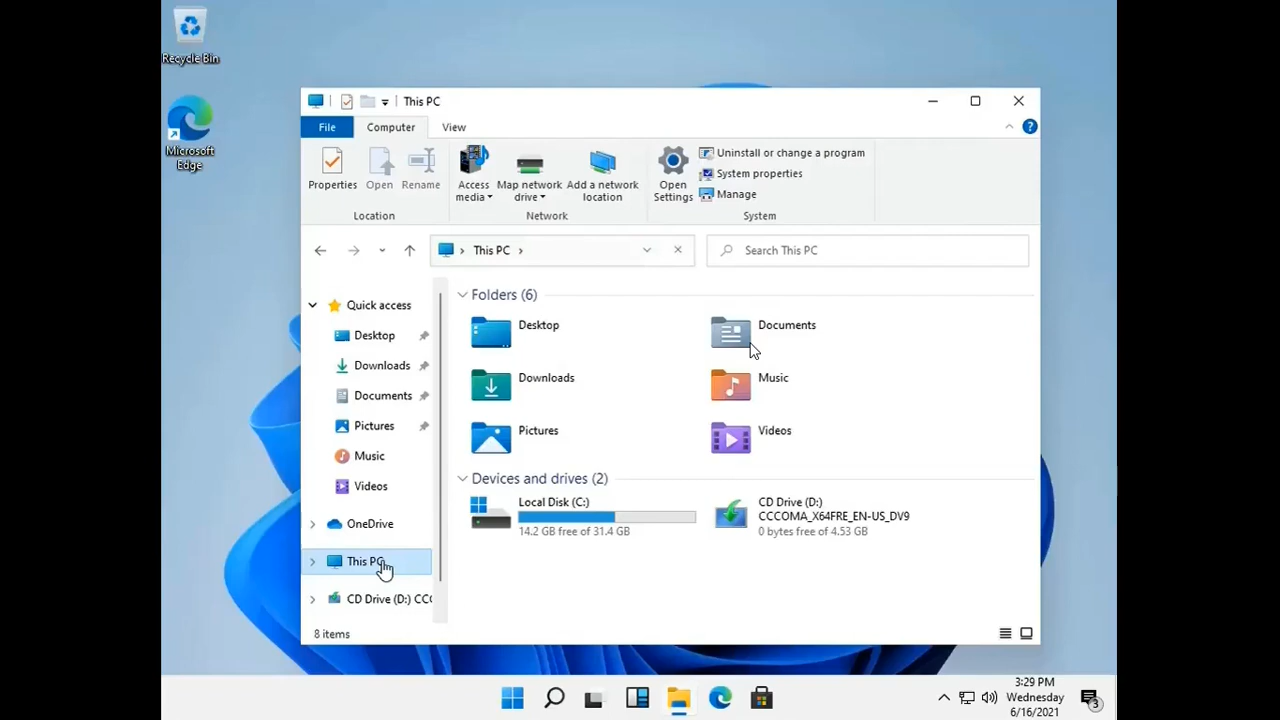 Recycle Bin
Microsoft
Edge
This PC
File
Computer
View
Properties
Open
Rename
Access
media
Map network
drive
Add a network
location
Open
Settings
Uninstall or change a program
System properties
Manage
Location
Network
System
This PC
Search This PC
Quick access
Desktop
Downloads
Documents
Pictures
Music
Videos
OneDrive
This PC
CD Drive (D:) CC
Folders (6)
Desktop
Documents
Downloads
Music
Pictures
Videos
Devices and drives (2)
Local Disk (C:)
14.2 GB free of 31.4 GB
CD Drive (D:)
CCCOMA_X64FRE_EN-US_DV9
0 bytes free of 4.53 GB
8 items
3:29 PM
Wednesday
6/16/2021
3